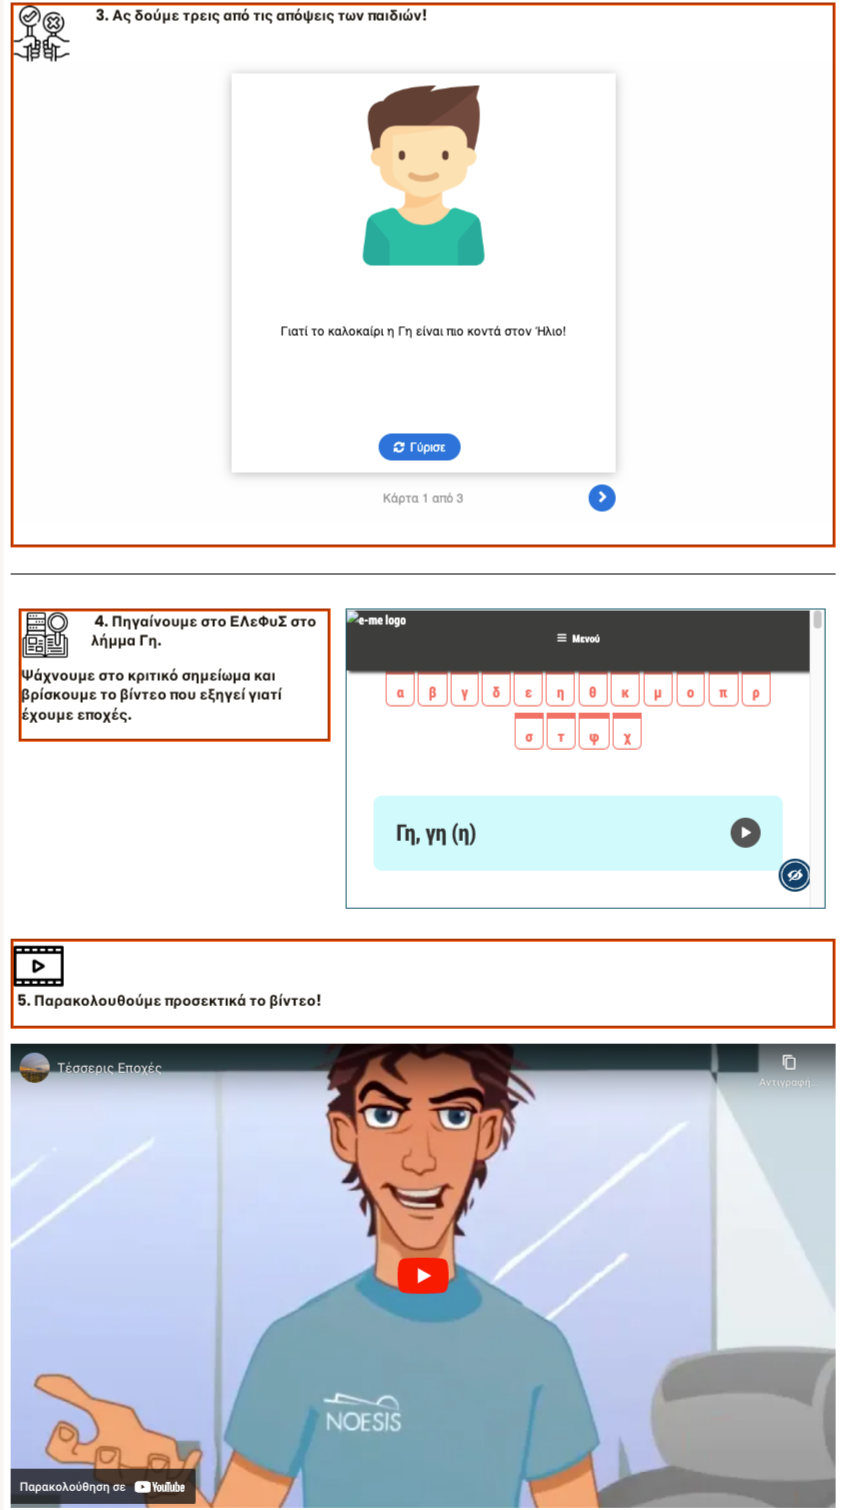 3. Ας δούμε τρεις από τις απόψεις των παιδιών!
Γιατί το καλοκαίρι η Γη είναι πιο κοντά στον Ήλιο!
Γύρισε
Κάρτα 1 από 3
4. Πηγαίνουμε στο ΕΛεΦυΣ στο
λήμμα Γη.
Ψάχνουμε στο κριτικό σημείωμα και
βρίσκουμε το βίντεο που εξηγεί γιατί
έχουμε εποχές.
e-me logo
Μενού
α β γ δ ε η θ κ μ ο π ρ
σ τ φ χ
Γη, γη (η)
5. Παρακολουθούμε προσεκτικά το βίντεο!
Τέσσερις Εποχές
Αντιγραφή...
NOESIS
Παρακολούθηση σε YouTube